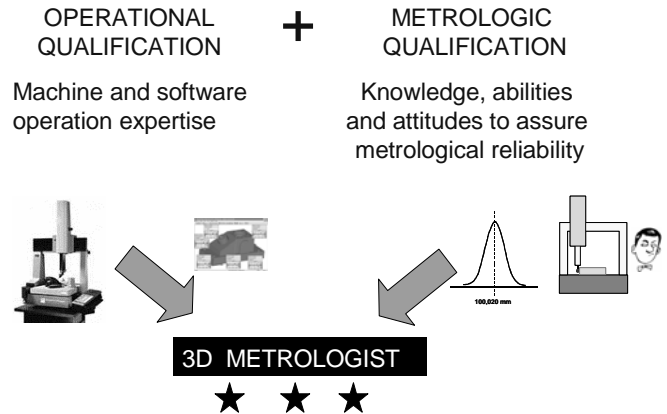 OPERATIONAL
QUALIFICATION
+
METROLOGIC
QUALIFICATION
Machine and software
operation expertise
Knowledge, abilities
and attitudes to assure
metrological reliability
100,020 mm
3D METROLOGIST